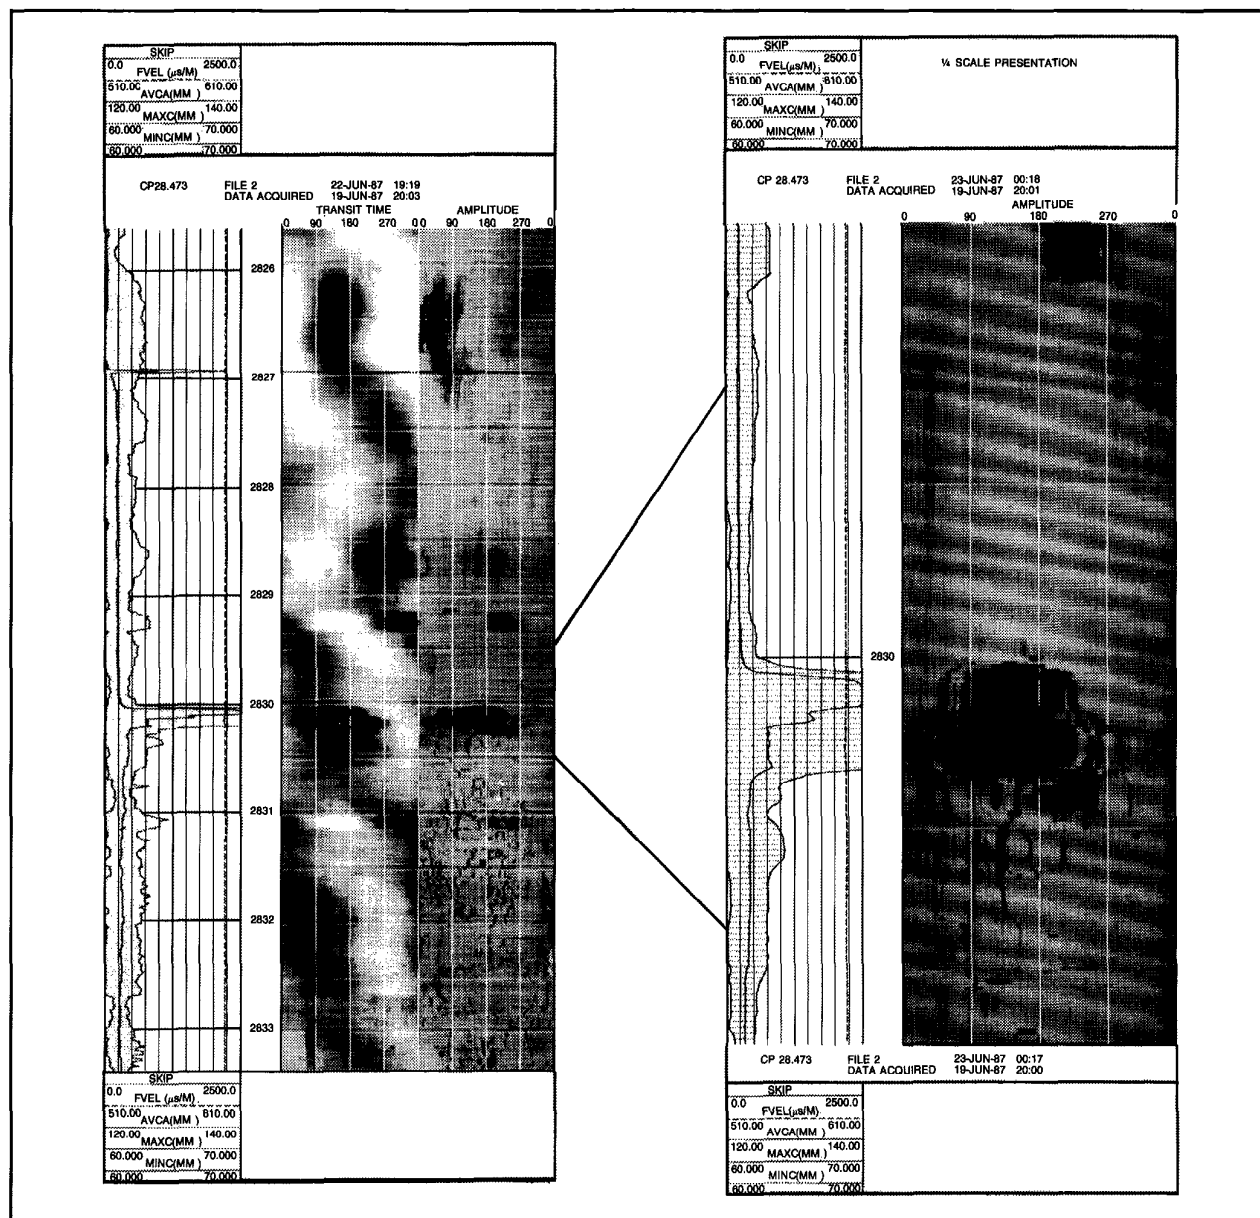 SKIP
0.0 2500.0
FVEL (µs/M)
510.00 610.00
AVCA(MM )
120.00 140.00
MAXC(MM )
60.000 70.000
MINC(MM )
60.000 70.000
CP28.473 FILE 2 22-JUN-87 19:19
DATA ACQUIRED 19-JUN-87 20:03
TRANSIT TIME AMPLITUDE
0 90 180 270 0 0 90 180 270 0
2826
2827
2828
2829
2830
2831
2832
2833
SKIP
0.0 2500.0
FVEL (µs/M)
510.00 610.00
AVCA(MM )
120.00 140.00
MAXC(MM )
60.000 70.000
MINC(MM )
60.000 70.000
SKIP
0.0 2500.0
FVEL(µs/M)
510.00 610.00
AVCA(MM )
120.00 140.00
MAXC(MM )
60.000 70.000
MINC(MM )
60.000 70.000
¼ SCALE PRESENTATION
CP 28.473 FILE 2 23-JUN-87 00:18
DATA ACQUIRED 19-JUN-87 20:01
AMPLITUDE
0 90 180 270 0
2830
CP 28.473 FILE 2 23-JUN-87 00:17
DATA ACQUIRED 19-JUN-87 20:00
SKIP
0.0 2500.0
FVEL(µs/M)
510.00 610.00
AVCA(MM )
120.00 140.00
MAXC(MM )
60.000 70.000
MINC(MM )
60.000 70.000